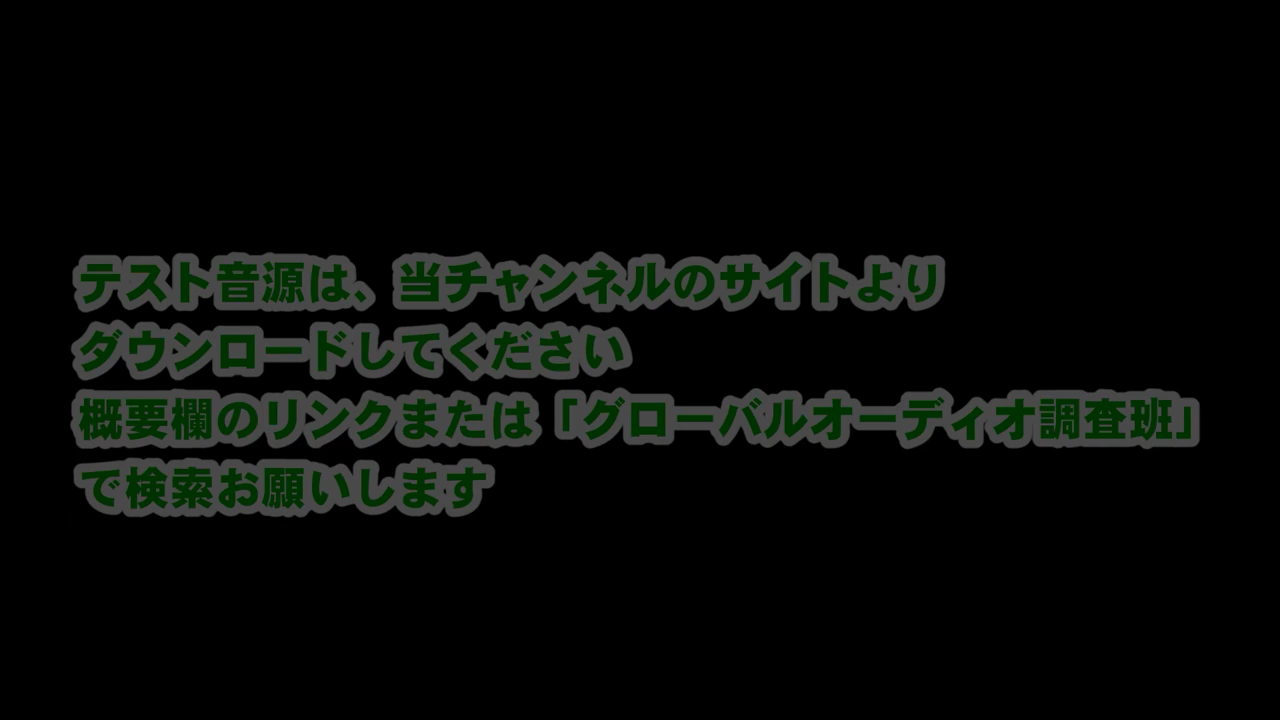 テスト音源は、当チャンネルのサイトより
ダウンロードしてください
概要欄のリンクまたは「グローバルオーディオ調査班」
で検索お願いします